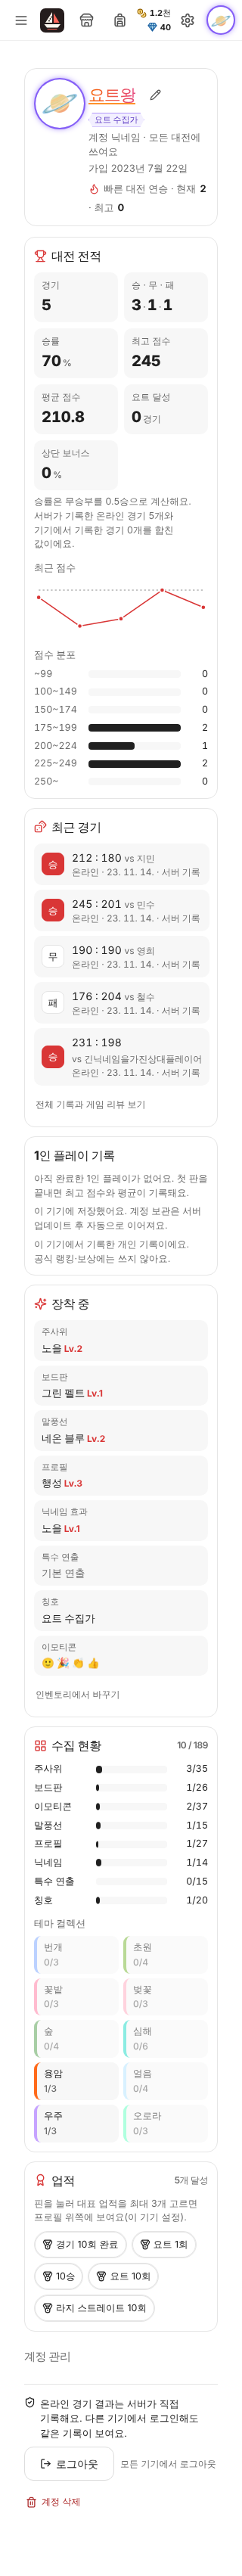 1.2천
40
요트왕
요트 수집가
계정 닉네임 · 모든 대전에
쓰여요
가입 2023년 7월 22일
빠른 대전 연승 · 현재 2
· 최고 0
대전 전적
경기
5
승 · 무 · 패
3 · 1 · 1
승률
70%
최고 점수
245
평균 점수
210.8
요트 달성
0 경기
상단 보너스
0%
승률은 무승부를 0.5승으로 계산해요.
서버가 기록한 온라인 경기 5개와
기기에서 기록한 경기 0개를 합친
값이에요.
최근 점수
점수 분포
~99 0
100~149 0
150~174 0
175~199 2
200~224 1
225~249 2
250~ 0
최근 경기
승
212 : 180 vs 지민
온라인 · 23. 11. 14. · 서버 기록
승
245 : 201 vs 민수
온라인 · 23. 11. 14. · 서버 기록
무
190 : 190 vs 영희
온라인 · 23. 11. 14. · 서버 기록
패
176 : 204 vs 철수
온라인 · 23. 11. 14. · 서버 기록
승
231 : 198
vs 긴닉네임을가진상대플레이어
온라인 · 23. 11. 14. · 서버 기록
전체 기록과 게임 리뷰 보기
1인 플레이 기록
아직 완료한 1인 플레이가 없어요. 첫 판을
끝내면 최고 점수와 평균이 기록돼요.
이 기기에 저장했어요. 계정 보관은 서버
업데이트 후 자동으로 이어져요.
이 기기에서 기록한 개인 기록이에요.
공식 랭킹·보상에는 쓰지 않아요.
장착 중
주사위
노을 Lv.2
보드판
그린 펠트 Lv.1
말풍선
네온 블루 Lv.2
프로필
행성 Lv.3
닉네임 효과
노을 Lv.1
특수 연출
기본 연출
칭호
요트 수집가
이모티콘
🙂 🎉 👏 👍
인벤토리에서 바꾸기
수집 현황 10 / 189
주사위 3/35
보드판 1/26
이모티콘 2/37
말풍선 1/15
프로필 1/27
닉네임 1/14
특수 연출 0/15
칭호 1/20
테마 컬렉션
번개
0/3
초원
0/4
꽃밭
0/3
벚꽃
0/3
숲
0/4
심해
0/6
용암
1/3
얼음
0/4
우주
1/3
오로라
0/3
업적 5개 달성
핀을 눌러 대표 업적을 최대 3개 고르면
프로필 위쪽에 보여요(이 기기 설정).
경기 10회 완료
요트 1회
10승
요트 10회
라지 스트레이트 10회
계정 관리
온라인 경기 결과는 서버가 직접
기록해요. 다른 기기에서 로그인해도
같은 기록이 보여요.
로그아웃
모든 기기에서 로그아웃
계정 삭제